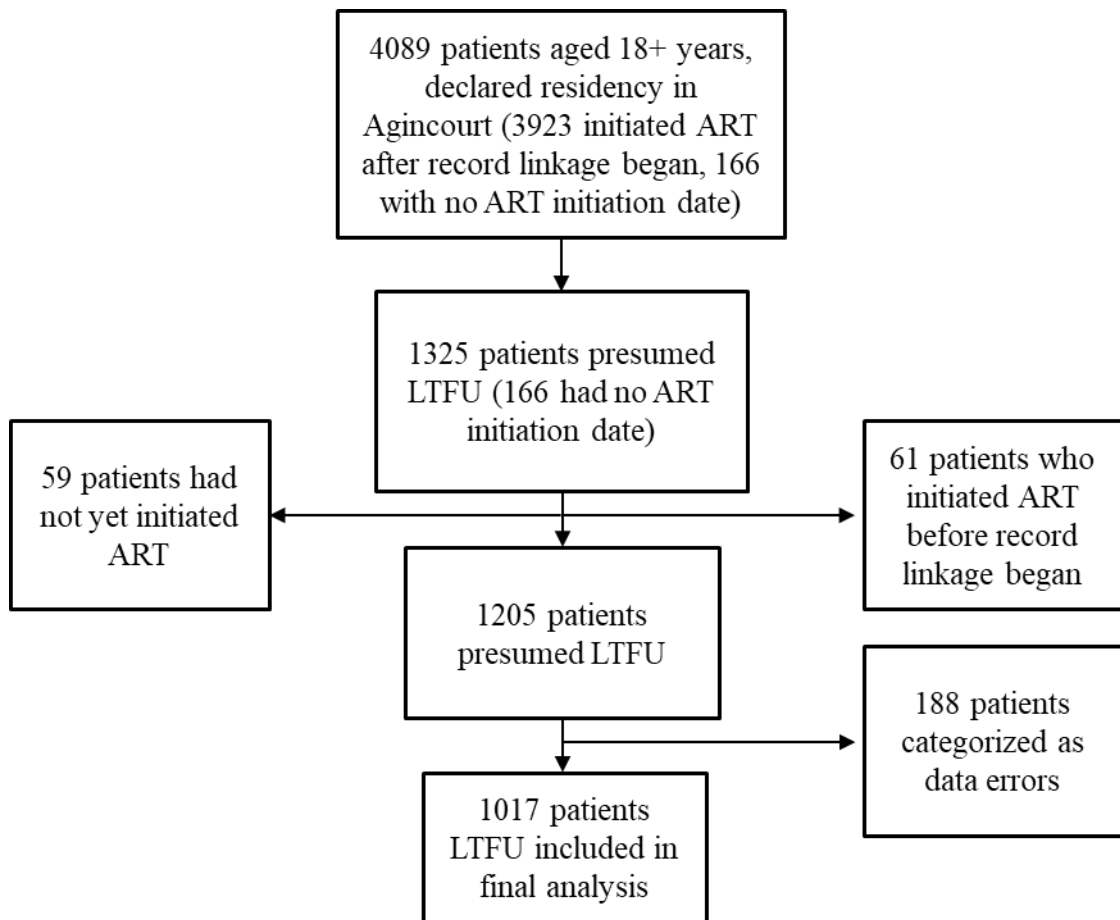 4089 patients aged 18+ years,
declared residency in
Agincourt (3923 initiated ART
after record linkage began, 166
with no ART initiation date)
1325 patients presumed
LTFU (166 had no ART
initiation date)
59 patients had
not yet initiated
ART
61 patients who
initiated ART
before record
linkage began
1205 patients
presumed LTFU
188 patients
categorized as
data errors
1017 patients
LTFU included in
final analysis